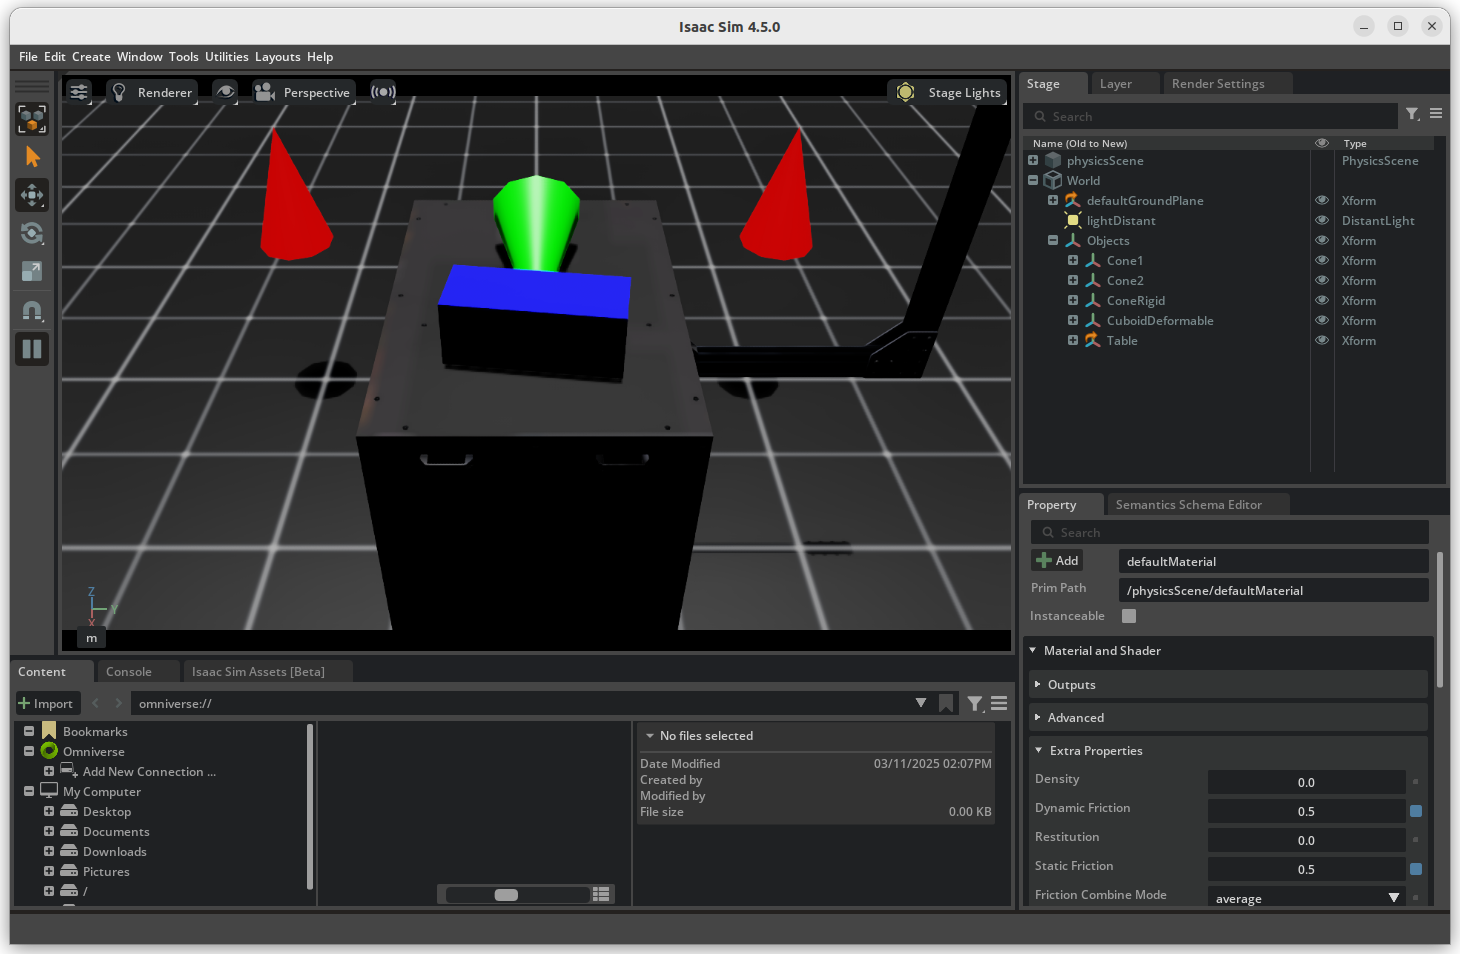 Isaac Sim 4.5.0
File Edit Create Window Tools Utilities Layouts Help
Renderer
Perspective
Stage Lights
Z
Y
X
m
Stage
Layer
Render Settings
Search
Name (Old to New)
Type
physicsScene
PhysicsScene
World
defaultGroundPlane
Xform
lightDistant
DistantLight
Objects
Xform
Cone1
Xform
Cone2
Xform
ConeRigid
Xform
CuboidDeformable
Xform
Table
Xform
Property
Semantics Schema Editor
Search
Add
defaultMaterial
Prim Path
/physicsScene/defaultMaterial
Instanceable
Material and Shader
Outputs
Advanced
Extra Properties
Density
0.0
Dynamic Friction
0.5
Restitution
0.0
Static Friction
0.5
Friction Combine Mode
average
Content
Console
Isaac Sim Assets [Beta]
Import
omniverse://
Bookmarks
Omniverse
Add New Connection ...
My Computer
Desktop
Documents
Downloads
Pictures
/
No files selected
Date Modified
03/11/2025 02:07PM
Created by
Modified by
File size
0.00 KB